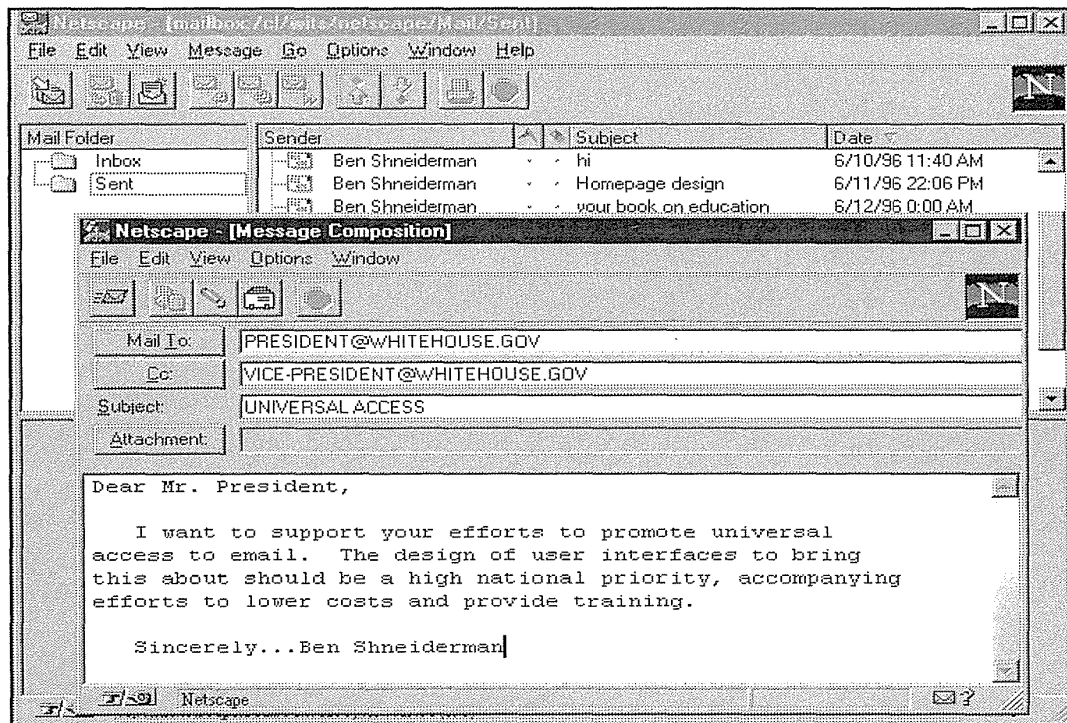 Netscape - [mailbox:/cl/wits/netscape/Mail/Sent]
File Edit View Message Go Options Window Help
N
Mail Folder Sender Subject Date
Inbox Ben Shneiderman hi 6/10/96 11:40 AM
Sent Ben Shneiderman Homepage design 6/11/96 22:06 PM
Ben Shneiderman your book on education 6/12/96 0:00 AM
Netscape - [Message Composition]
File Edit View Options Window
N
Mail To: PRESIDENT@WHITEHOUSE.GOV
Cc: VICE-PRESIDENT@WHITEHOUSE.GOV
Subject: UNIVERSAL ACCESS
Attachment:
Dear Mr. President,
I want to support your efforts to promote universal
access to email. The design of user interfaces to bring
this about should be a high national priority, accompanying
efforts to lower costs and provide training.
Sincerely...Ben Shneiderman
Netscape ?